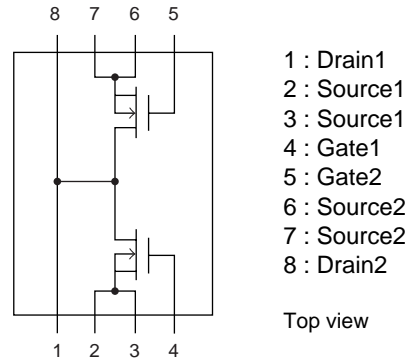 8 7 6 5
1 : Drain1
2 : Source1
3 : Source1
4 : Gate1
5 : Gate2
6 : Source2
7 : Source2
8 : Drain2
Top view
1 2 3 4